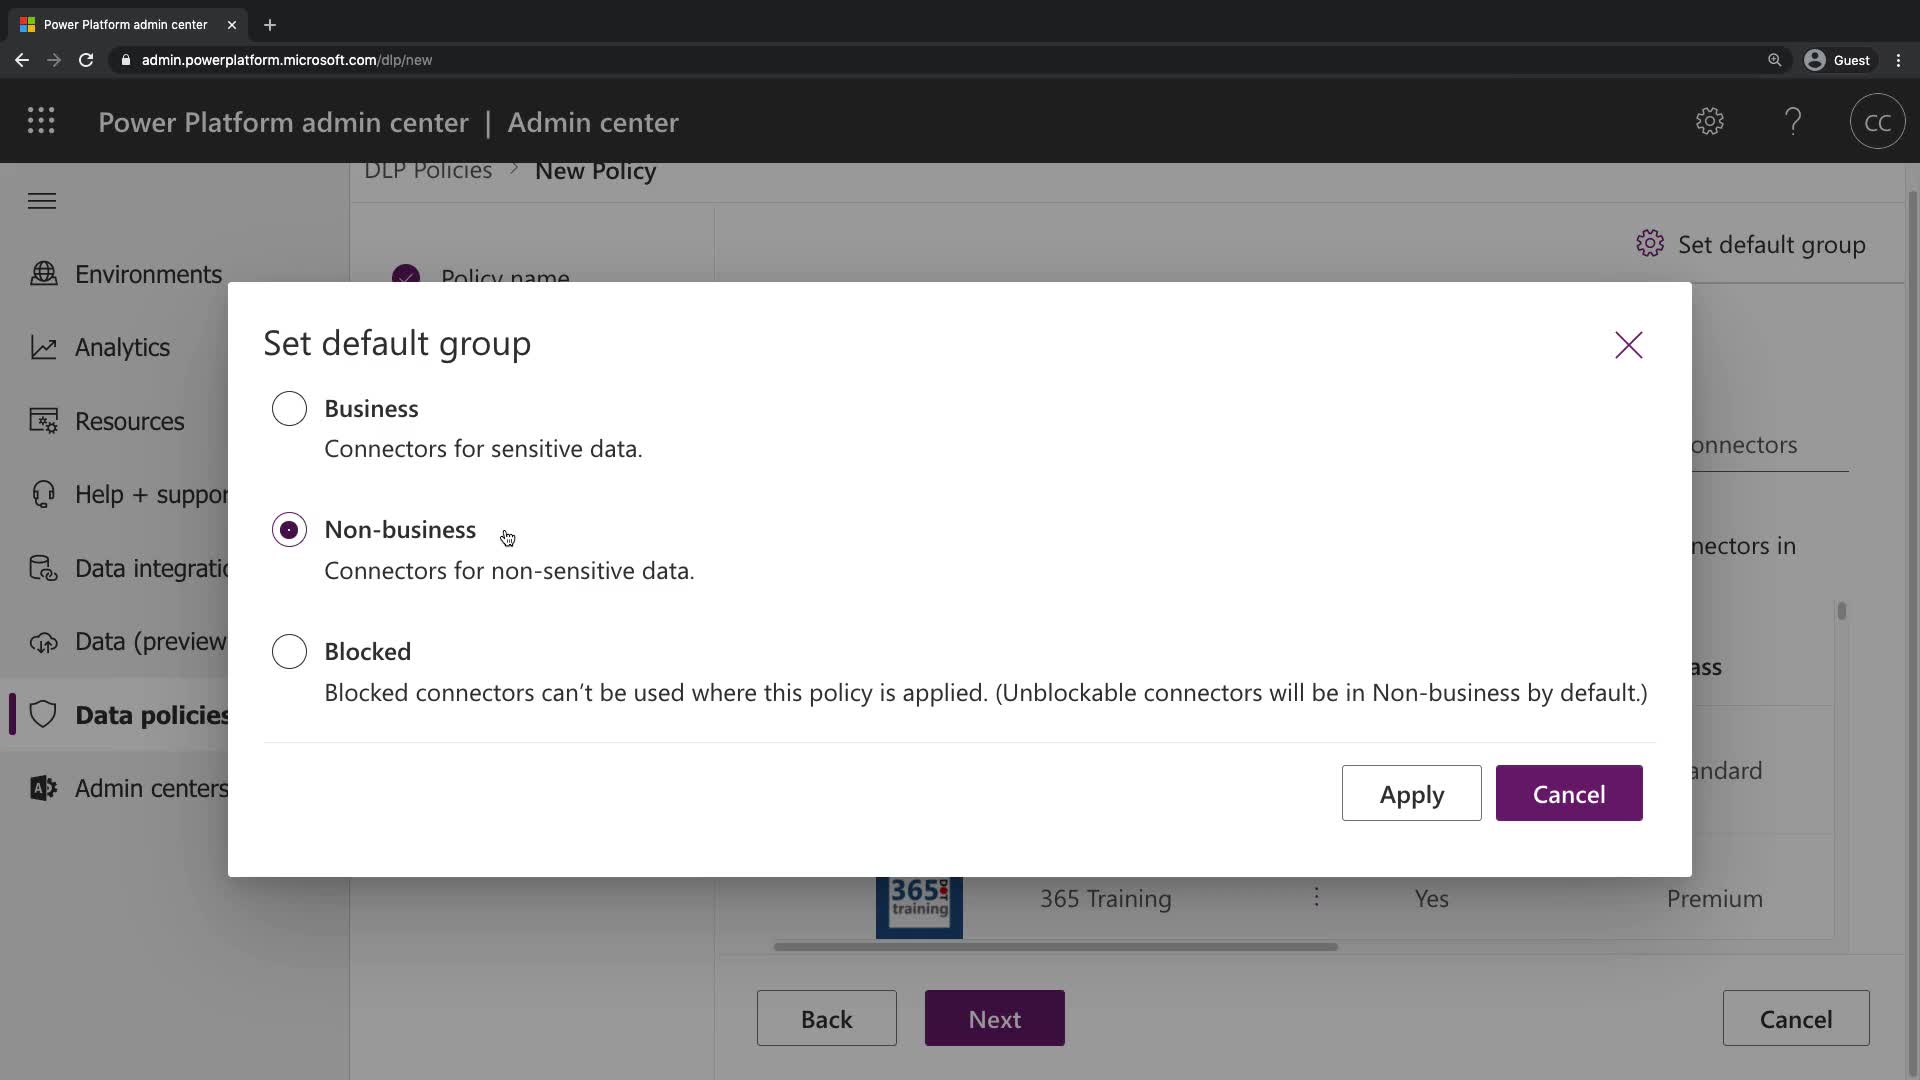 Power Platform admin center
admin.powerplatform.microsoft.com/dlp/new
Guest
Power Platform admin center | Admin center
CC
DLP Policies > New Policy
Set default group
Environments
Policy name
Analytics
Resources
Help + suppor
Data integratio
Data (preview
Data policies
Admin centers
Set default group
Business
Connectors for sensitive data.
Non-business
Connectors for non-sensitive data.
Blocked
Blocked connectors can't be used where this policy is applied. (Unblockable connectors will be in Non-business by default.)
Apply
Cancel
onnectors
nectors in
ass
andard
365 DOT
training
365 Training
Yes
Premium
Back
Next
Cancel